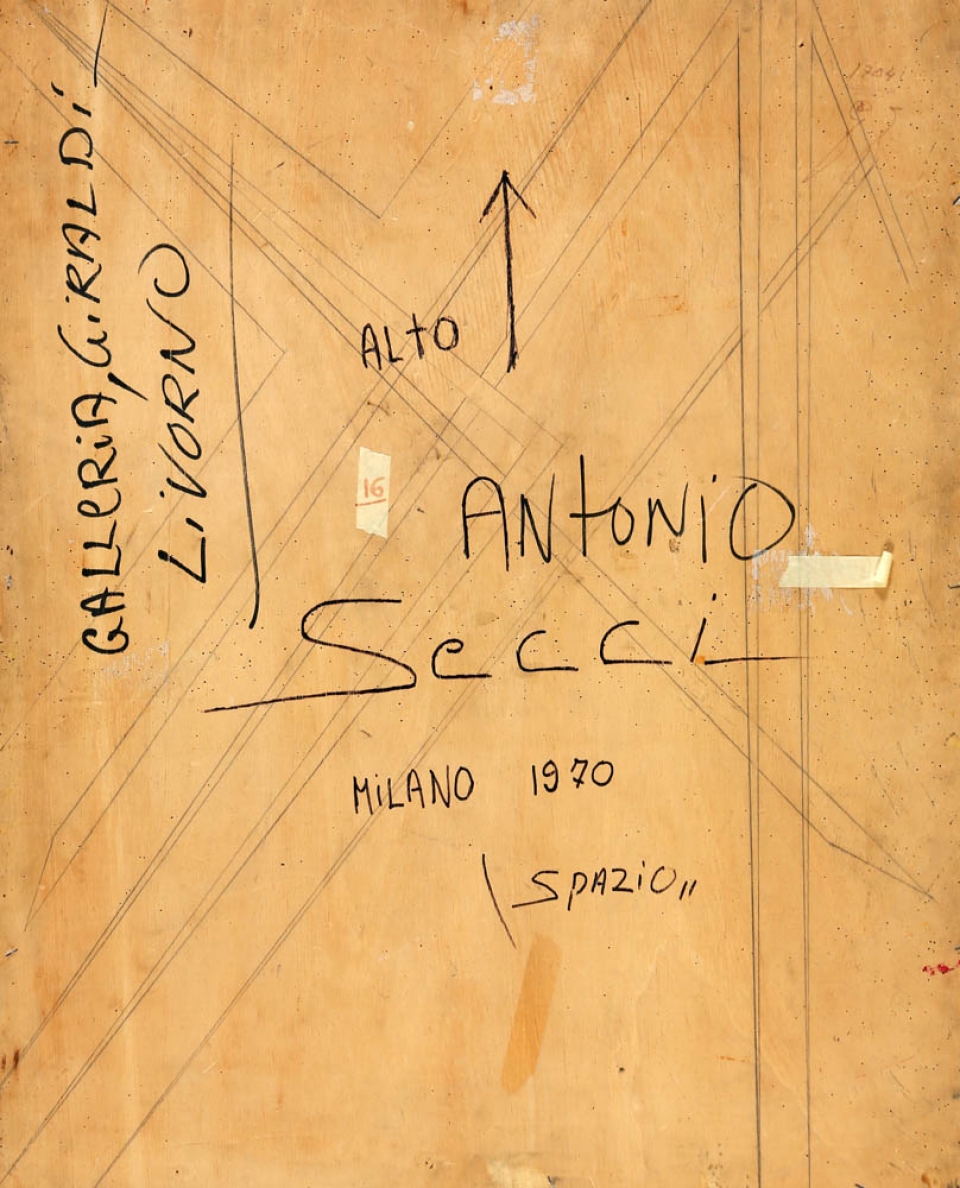 GALLERIA, GiRALDi
LiVORNO
ALtO
16
ANtONiO
Secci
MiLANO 1970
\ SPAZiO„